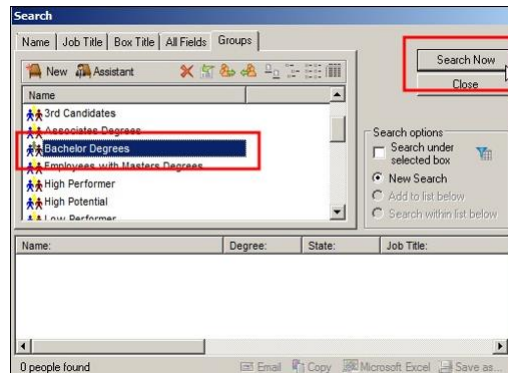 Search
Name Job Title Box Title All Fields Groups
Search Now
Close
New Assistant
Name
3rd Candidates
Associates Degrees
Bachelor Degrees
Employees with Masters Degrees
High Performer
High Potential
Low Performer
Search options
Search under
selected box
New Search
Add to list below
Search within list below
Name: Degree: State: Job Title:
0 people found Email Copy Microsoft Excel Save as...